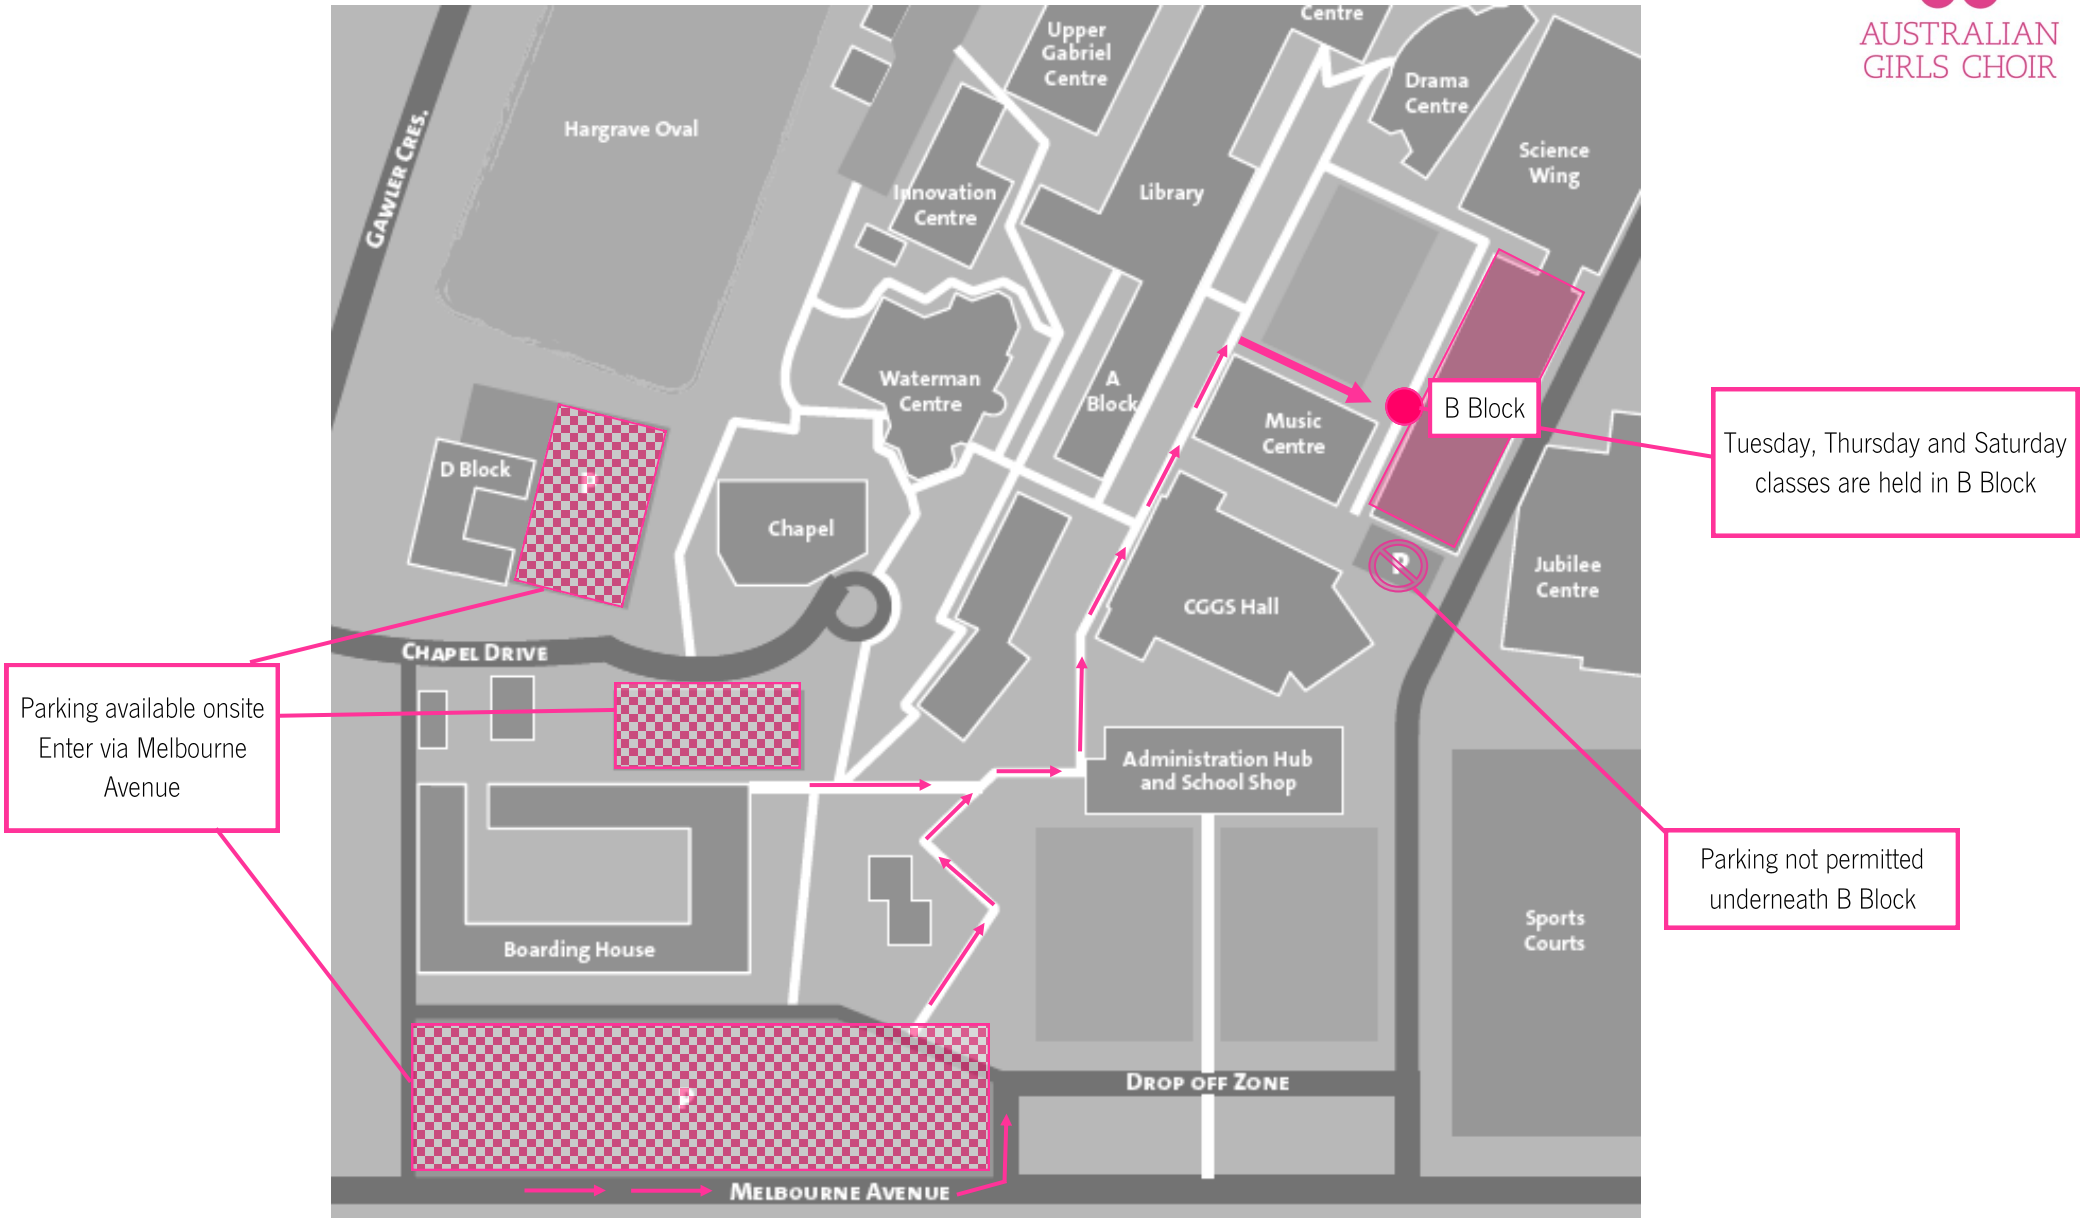 AUSTRALIAN
GIRLS CHOIR
Centre
Upper
Gabriel
Centre
Drama
Centre
GAWLER CRES.
Hargrave Oval
Science
Wing
Innovation
Centre
Library
Waterman
Centre
A
Block
Music
Centre
B Block
Tuesday, Thursday and Saturday
classes are held in B Block
D Block
P
Chapel
P
Jubilee
Centre
CGGS Hall
CHAPEL DRIVE
Parking available onsite
Enter via Melbourne
Avenue
Administration Hub
and School Shop
Parking not permitted
underneath B Block
Sports
Courts
Boarding House
DROP OFF ZONE
P
MELBOURNE AVENUE